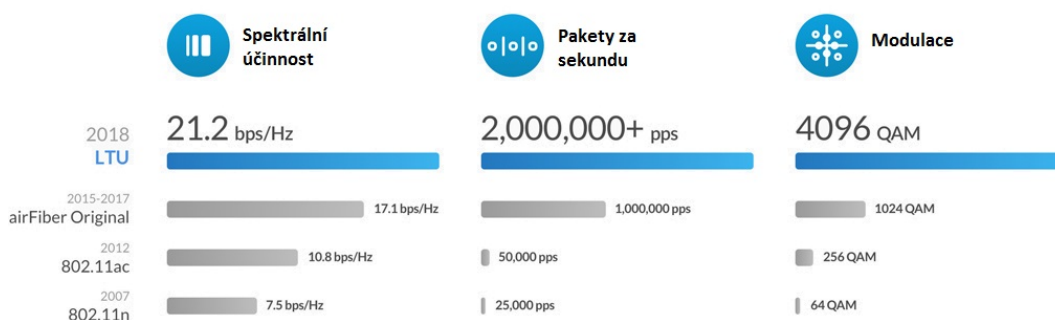 Spektrální
účinnost
Pakety za
sekundu
Modulace
2018
LTU
21.2 bps/Hz
2,000,000+ pps
4096 QAM
2015-2017
airFiber Original
17.1 bps/Hz
1,000,000 pps
1024 QAM
2012
802.11ac
10.8 bps/Hz
50,000 pps
256 QAM
2007
802.11n
7.5 bps/Hz
25,000 pps
64 QAM